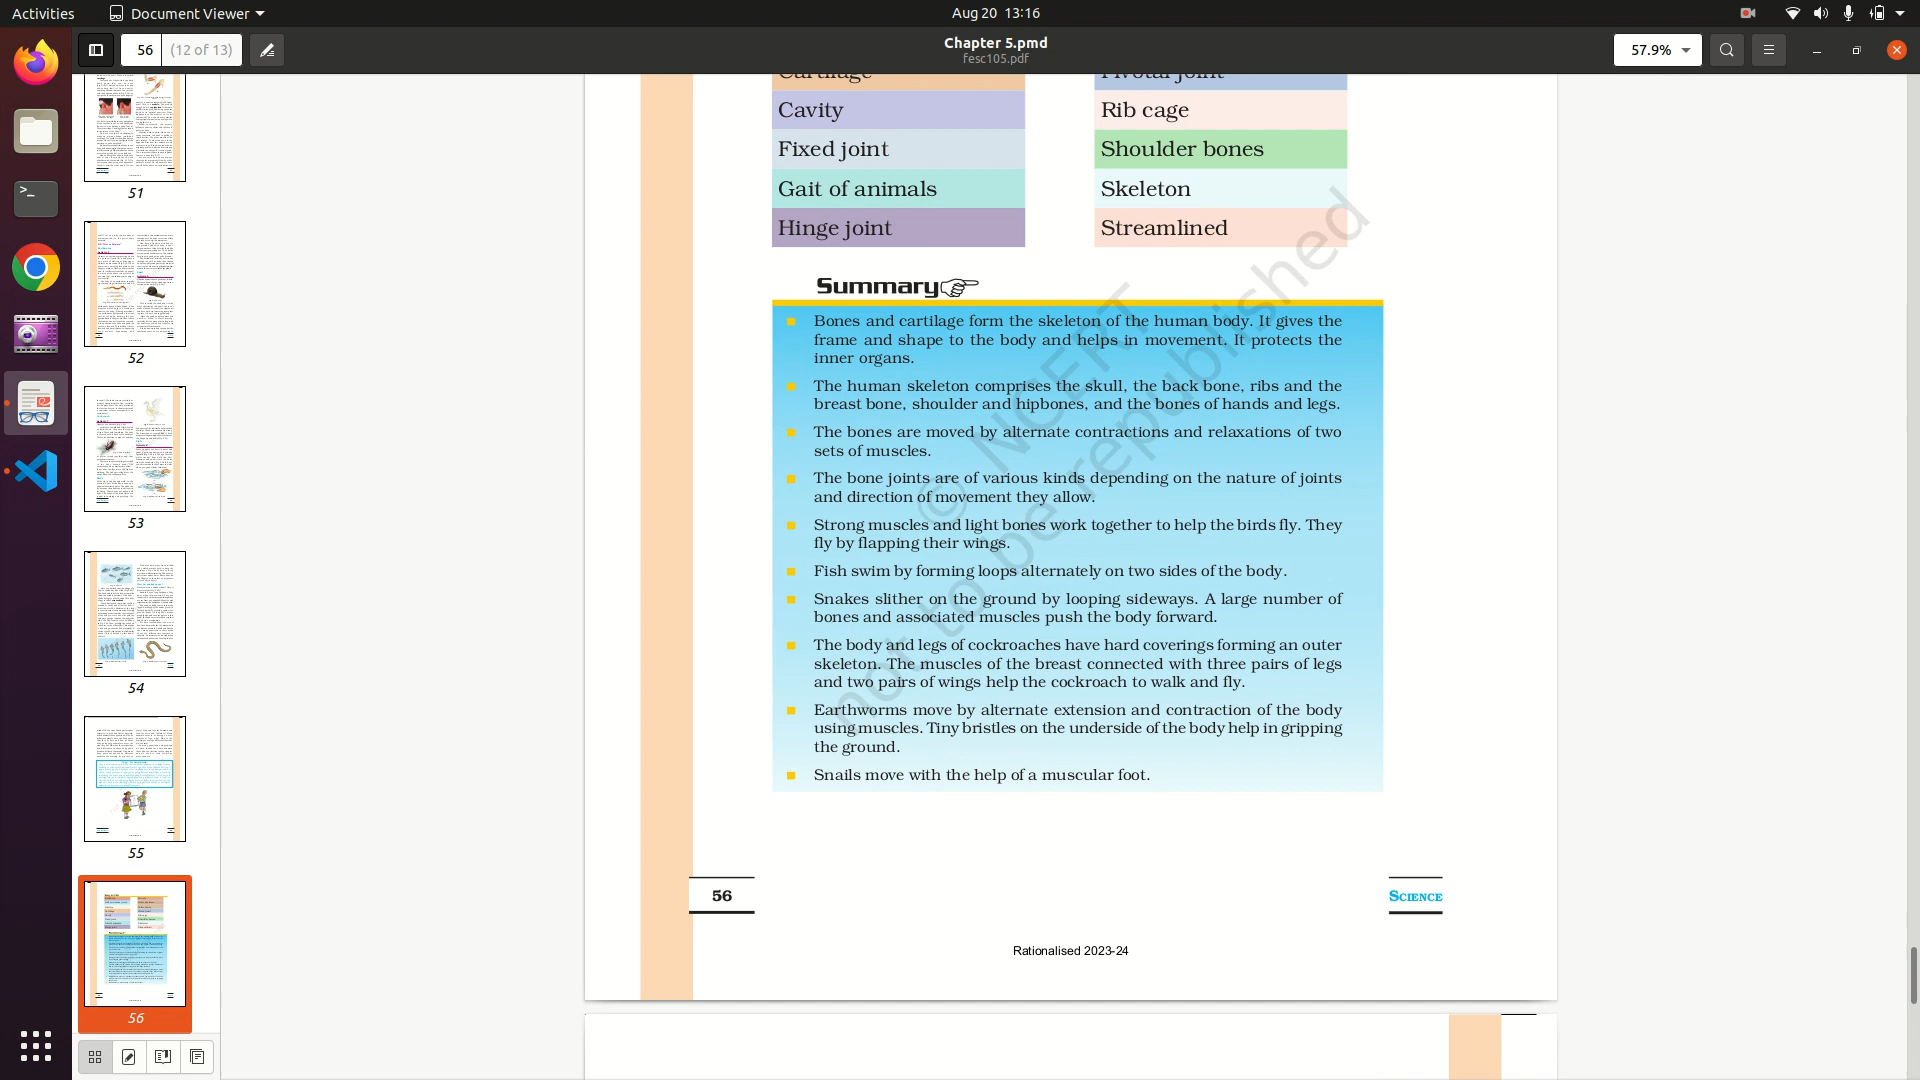 Activities
Document Viewer
Aug 20 13:16
56
(12 of 13)
Chapter 5.pmd
fesc105.pdf
57.9%
51
52
53
54
55
56
Cartilage
Pivotal joint
Cavity
Rib cage
Fixed joint
Shoulder bones
Gait of animals
Skeleton
Hinge joint
Streamlined
Summary
Bones and cartilage form the skeleton of the human body. It gives the
frame and shape to the body and helps in movement. It protects the
inner organs.
The human skeleton comprises the skull, the back bone, ribs and the
breast bone, shoulder and hipbones, and the bones of hands and legs.
The bones are moved by alternate contractions and relaxations of two
sets of muscles.
The bone joints are of various kinds depending on the nature of joints
and direction of movement they allow.
Strong muscles and light bones work together to help the birds fly. They
fly by flapping their wings.
Fish swim by forming loops alternately on two sides of the body.
Snakes slither on the ground by looping sideways. A large number of
bones and associated muscles push the body forward.
The body and legs of cockroaches have hard coverings forming an outer
skeleton. The muscles of the breast connected with three pairs of legs
and two pairs of wings help the cockroach to walk and fly.
Earthworms move by alternate extension and contraction of the body
using muscles. Tiny bristles on the underside of the body help in gripping
the ground.
Snails move with the help of a muscular foot.
© NCERT
not to be republished
56
SCIENCE
Rationalised 2023-24